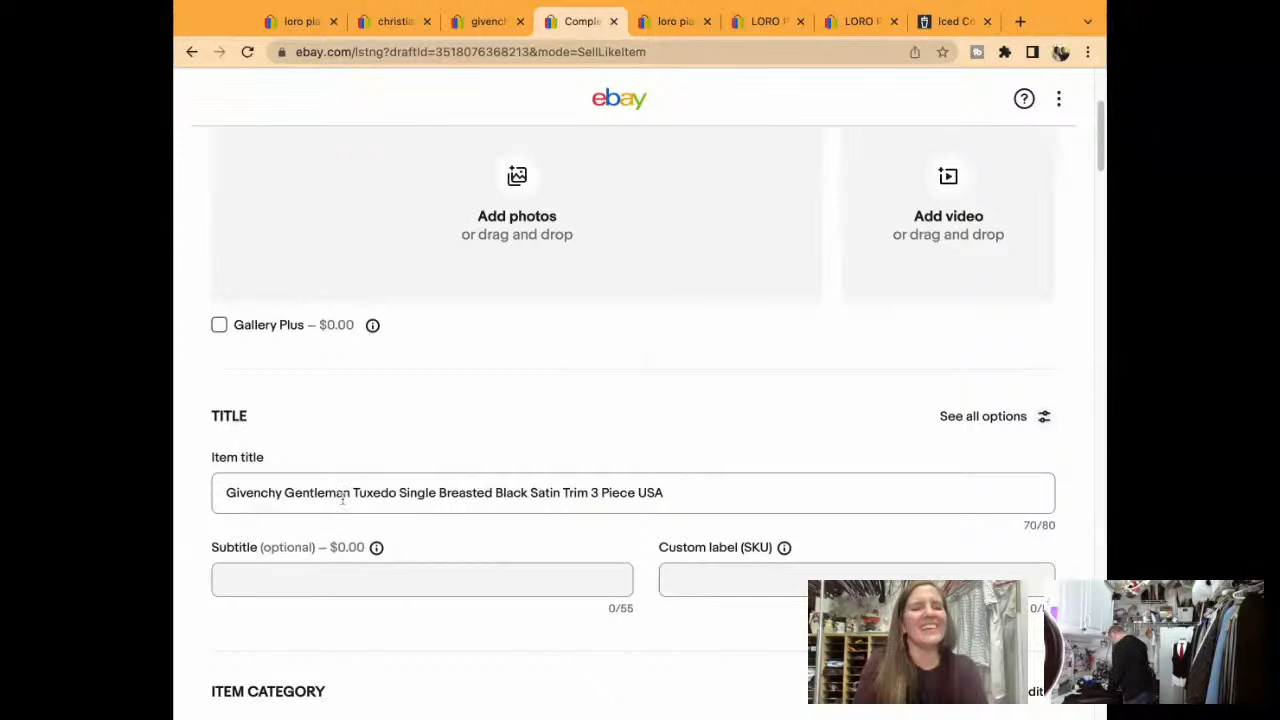 loro pia
christia
givench
Comple
loro pia
LORO P
LORO P
Iced Co
ebay.com/lstng?draftId=3518076368213&mode=SellLikeItem
ebay
Add photos
or drag and drop
Add video
or drag and drop
Gallery Plus – $0.00
TITLE
See all options
Item title
Givenchy Gentleman Tuxedo Single Breasted Black Satin Trim 3 Piece USA
70/80
Subtitle (optional) – $0.00
Custom label (SKU)
0/55
0/
ITEM CATEGORY
dit